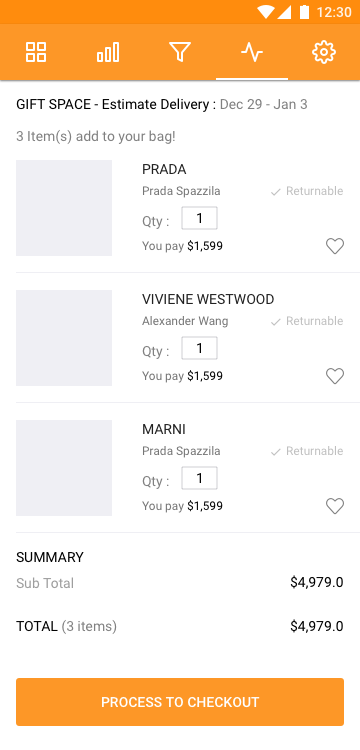 12:30
GIFT SPACE - Estimate Delivery : Dec 29 - Jan 3
3 Item(s) add to your bag!
PRADA
Prada Spazzila Returnable
Qty : 1
You pay $1,599
VIVIENE WESTWOOD
Alexander Wang Returnable
Qty : 1
You pay $1,599
MARNI
Prada Spazzila Returnable
Qty : 1
You pay $1,599
SUMMARY
Sub Total $4,979.0
TOTAL (3 items) $4,979.0
PROCESS TO CHECKOUT